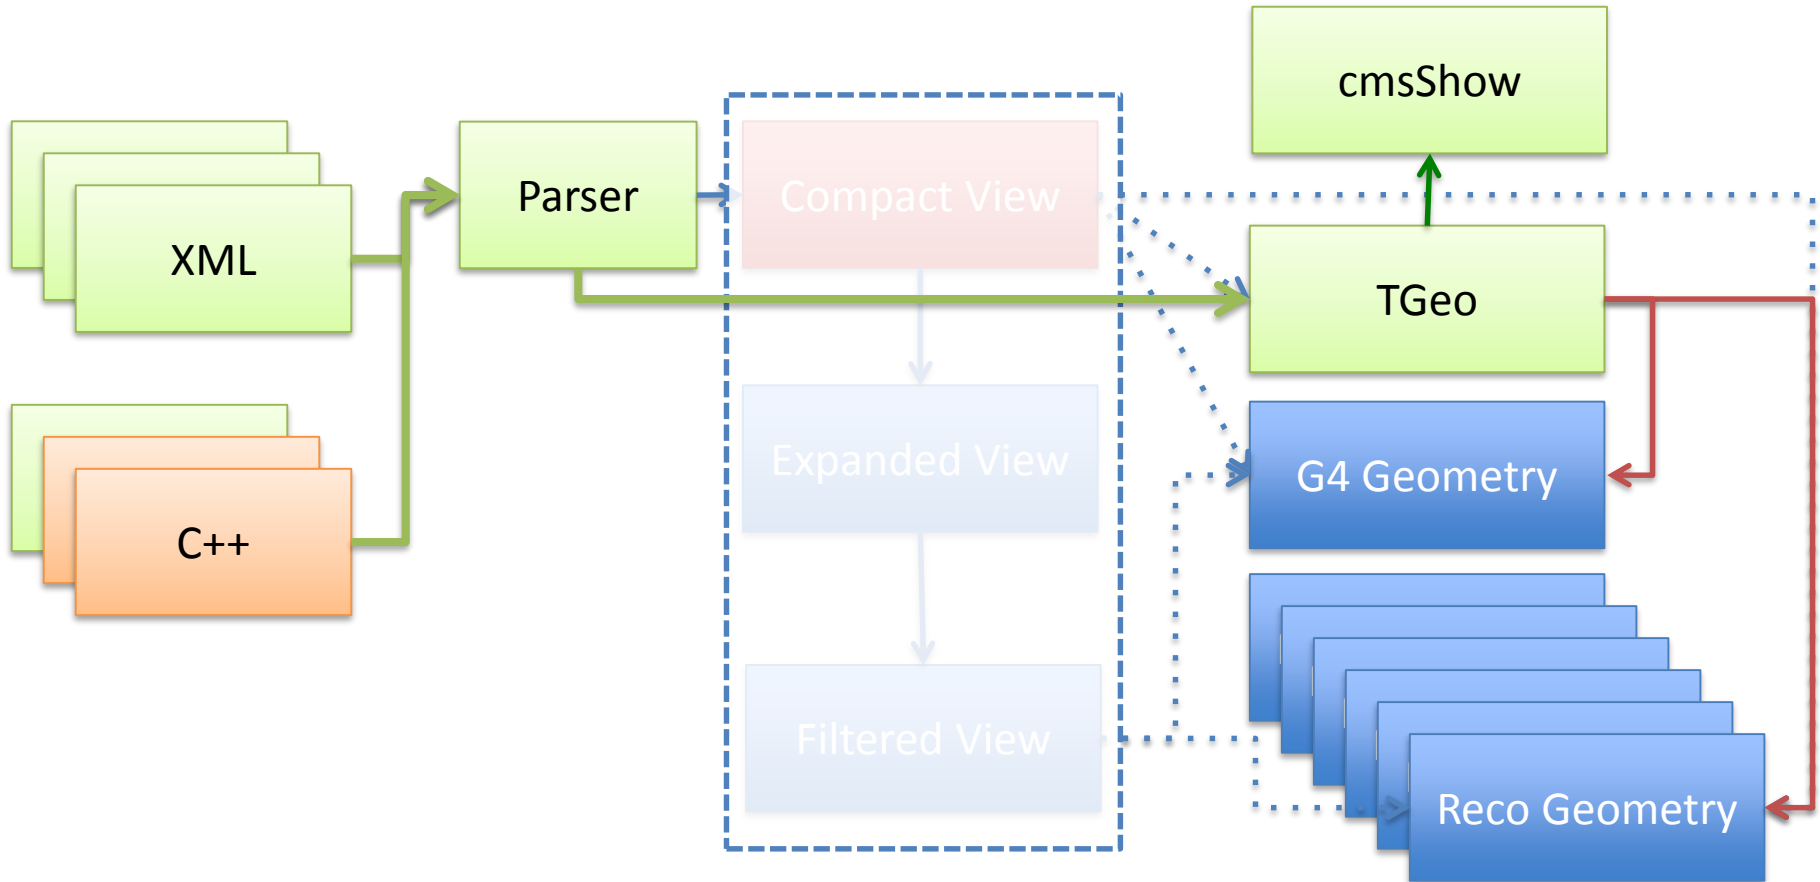 cmsShow
XML
Parser
Compact View
TGeo
C++
Expanded View
G4 Geometry
Filtered View
Reco Geometry